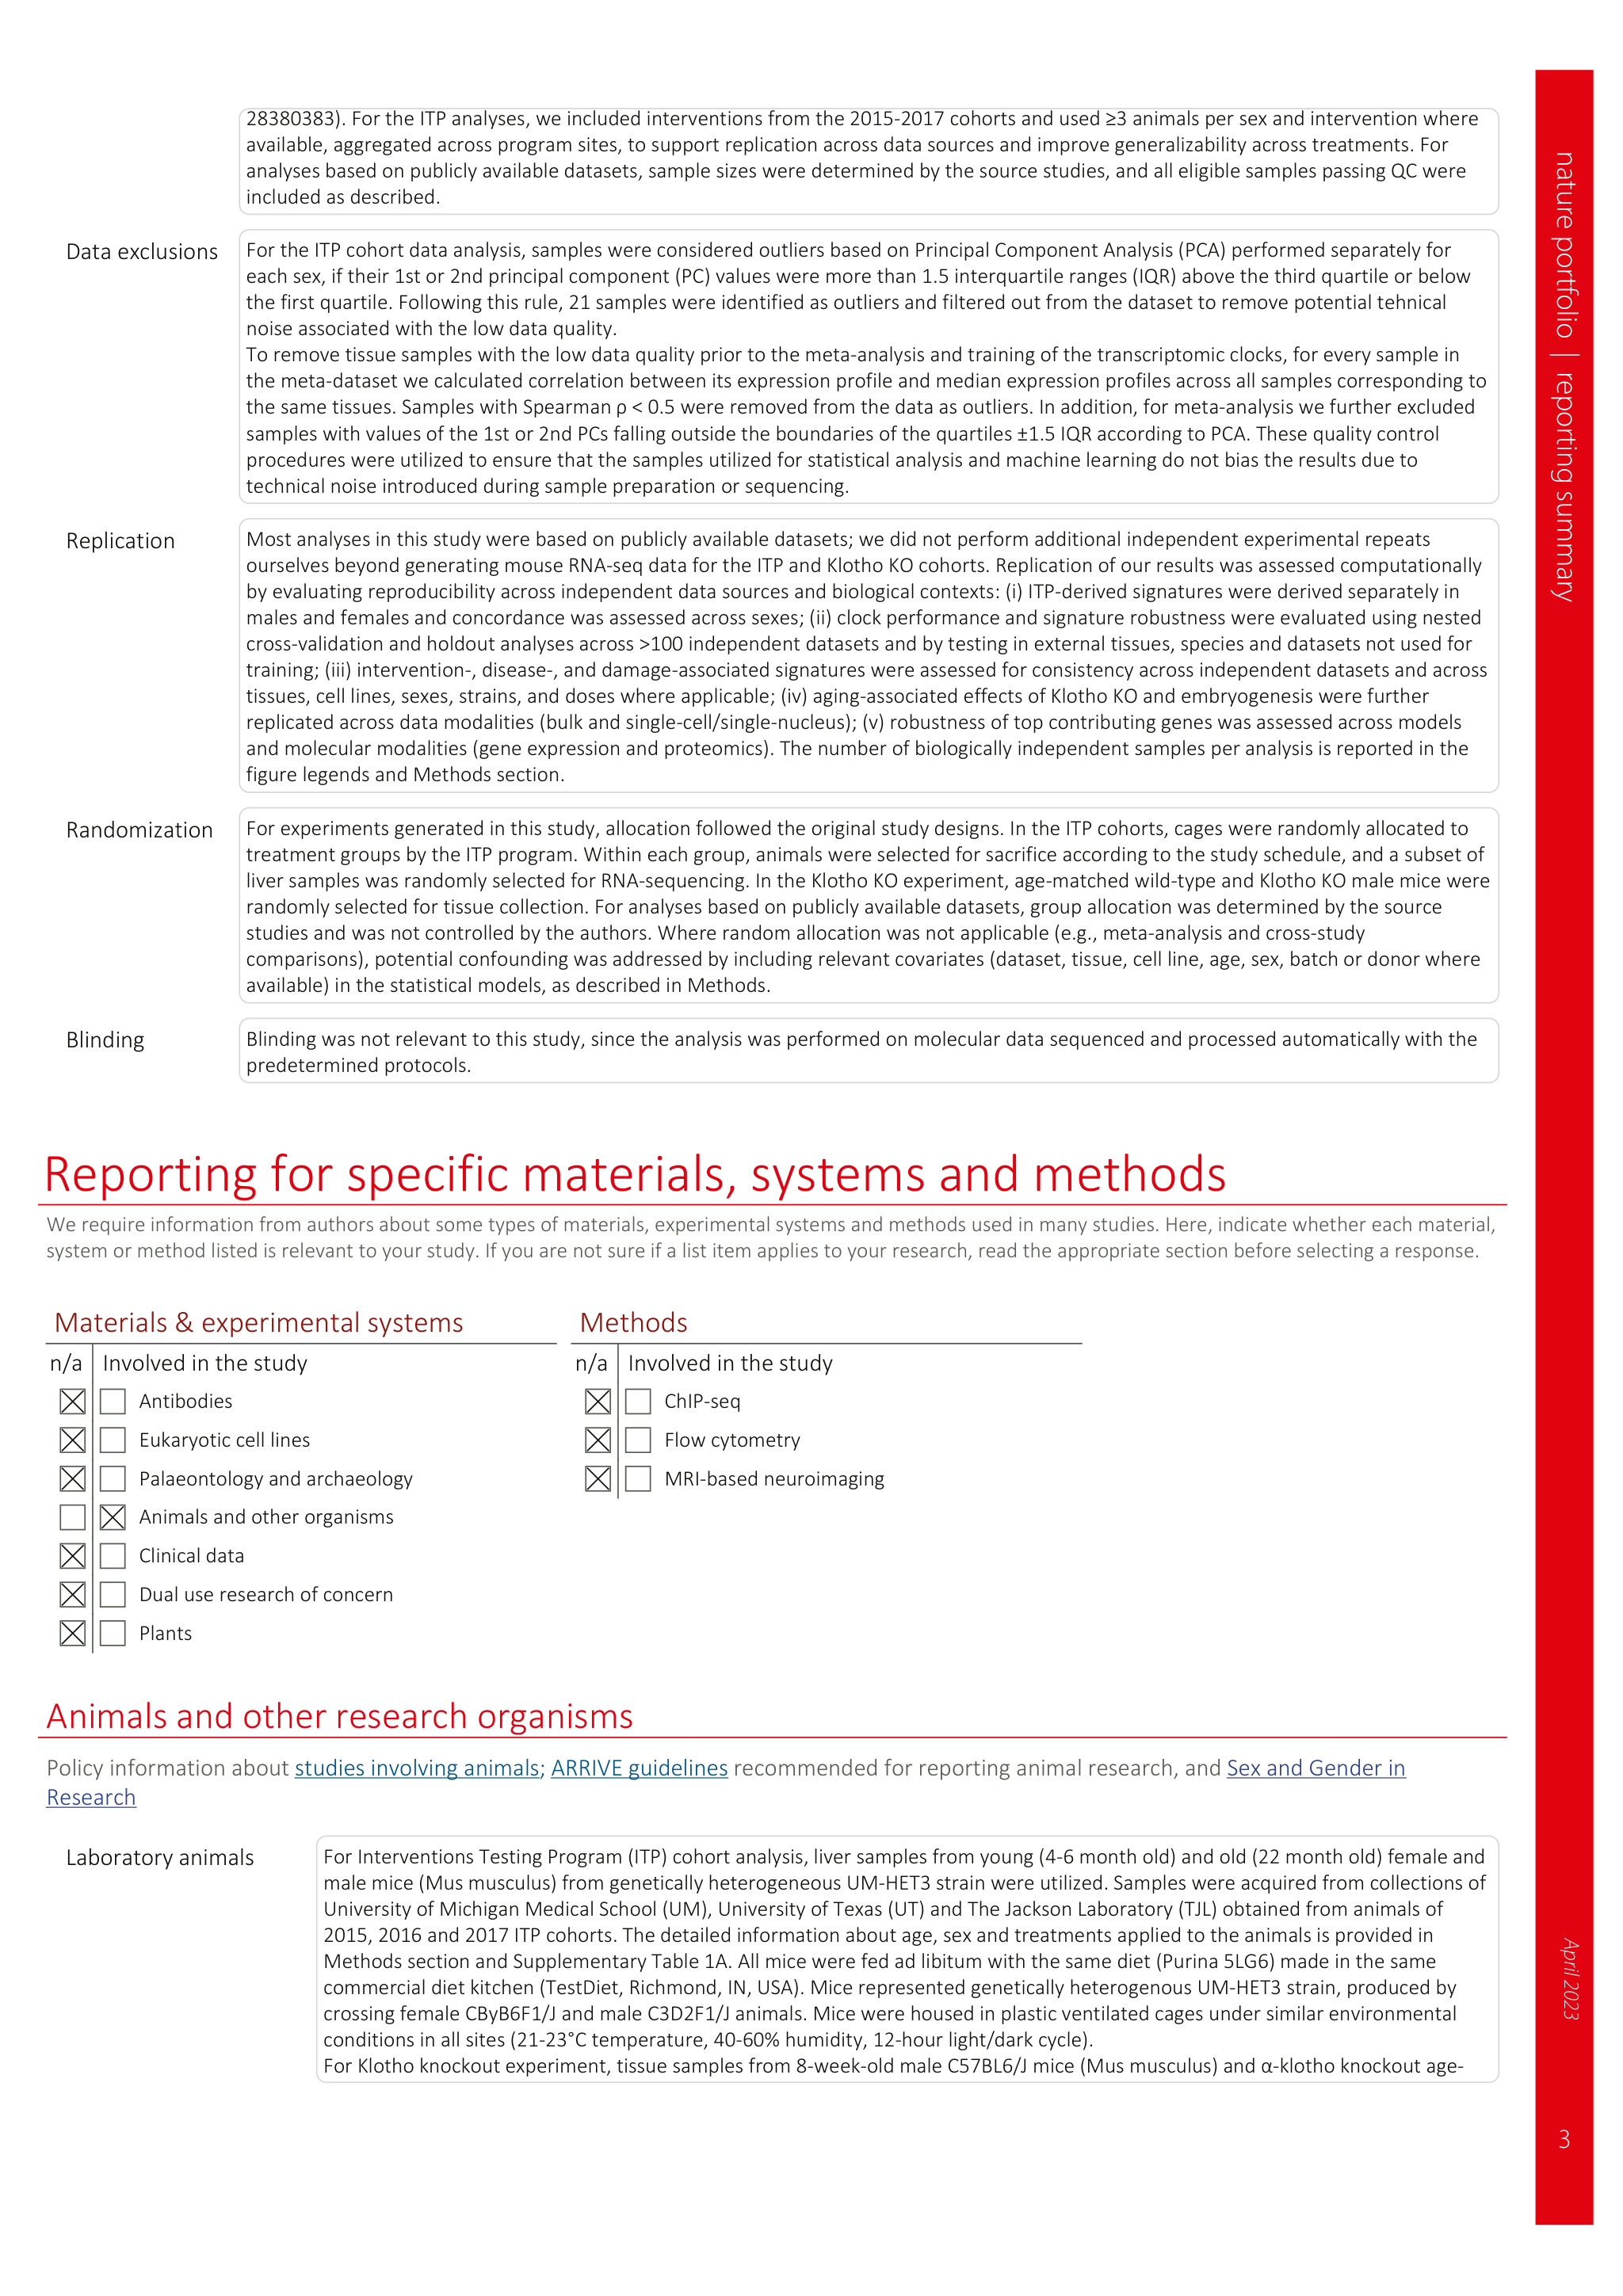 28380383). For the ITP analyses, we included interventions from the 2015-2017 cohorts and used ≥3 animals per sex and intervention where
available, aggregated across program sites, to support replication across data sources and improve generalizability across treatments. For
analyses based on publicly available datasets, sample sizes were determined by the source studies, and all eligible samples passing QC were
included as described.
Data exclusions
For the ITP cohort data analysis, samples were considered outliers based on Principal Component Analysis (PCA) performed separately for
each sex, if their 1st or 2nd principal component (PC) values were more than 1.5 interquartile ranges (IQR) above the third quartile or below
the first quartile. Following this rule, 21 samples were identified as outliers and filtered out from the dataset to remove potential tehnical
noise associated with the low data quality.
To remove tissue samples with the low data quality prior to the meta-analysis and training of the transcriptomic clocks, for every sample in
the meta-dataset we calculated correlation between its expression profile and median expression profiles across all samples corresponding to
the same tissues. Samples with Spearman ρ < 0.5 were removed from the data as outliers. In addition, for meta-analysis we further excluded
samples with values of the 1st or 2nd PCs falling outside the boundaries of the quartiles ±1.5 IQR according to PCA. These quality control
procedures were utilized to ensure that the samples utilized for statistical analysis and machine learning do not bias the results due to
technical noise introduced during sample preparation or sequencing.
Replication
Most analyses in this study were based on publicly available datasets; we did not perform additional independent experimental repeats
ourselves beyond generating mouse RNA-seq data for the ITP and Klotho KO cohorts. Replication of our results was assessed computationally
by evaluating reproducibility across independent data sources and biological contexts: (i) ITP-derived signatures were derived separately in
males and females and concordance was assessed across sexes; (ii) clock performance and signature robustness were evaluated using nested
cross-validation and holdout analyses across >100 independent datasets and by testing in external tissues, species and datasets not used for
training; (iii) intervention-, disease-, and damage-associated signatures were assessed for consistency across independent datasets and across
tissues, cell lines, sexes, strains, and doses where applicable; (iv) aging-associated effects of Klotho KO and embryogenesis were further
replicated across data modalities (bulk and single-cell/single-nucleus); (v) robustness of top contributing genes was assessed across models
and molecular modalities (gene expression and proteomics). The number of biologically independent samples per analysis is reported in the
figure legends and Methods section.
Randomization
For experiments generated in this study, allocation followed the original study designs. In the ITP cohorts, cages were randomly allocated to
treatment groups by the ITP program. Within each group, animals were selected for sacrifice according to the study schedule, and a subset of
liver samples was randomly selected for RNA-sequencing. In the Klotho KO experiment, age-matched wild-type and Klotho KO male mice were
randomly selected for tissue collection. For analyses based on publicly available datasets, group allocation was determined by the source
studies and was not controlled by the authors. Where random allocation was not applicable (e.g., meta-analysis and cross-study
comparisons), potential confounding was addressed by including relevant covariates (dataset, tissue, cell line, age, sex, batch or donor where
available) in the statistical models, as described in Methods.
Blinding
Blinding was not relevant to this study, since the analysis was performed on molecular data sequenced and processed automatically with the
predetermined protocols.
Reporting for specific materials, systems and methods
We require information from authors about some types of materials, experimental systems and methods used in many studies. Here, indicate whether each material,
system or method listed is relevant to your study. If you are not sure if a list item applies to your research, read the appropriate section before selecting a response.
Materials & experimental systems
n/a Involved in the study
Antibodies
Eukaryotic cell lines
Palaeontology and archaeology
Animals and other organisms
Clinical data
Dual use research of concern
Plants
Methods
n/a Involved in the study
ChIP-seq
Flow cytometry
MRI-based neuroimaging
Animals and other research organisms
Policy information about studies involving animals; ARRIVE guidelines recommended for reporting animal research, and Sex and Gender in
Research
Laboratory animals
For Interventions Testing Program (ITP) cohort analysis, liver samples from young (4-6 month old) and old (22 month old) female and
male mice (Mus musculus) from genetically heterogeneous UM-HET3 strain were utilized. Samples were acquired from collections of
University of Michigan Medical School (UM), University of Texas (UT) and The Jackson Laboratory (TJL) obtained from animals of
2015, 2016 and 2017 ITP cohorts. The detailed information about age, sex and treatments applied to the animals is provided in
Methods section and Supplementary Table 1A. All mice were fed ad libitum with the same diet (Purina 5LG6) made in the same
commercial diet kitchen (TestDiet, Richmond, IN, USA). Mice represented genetically heterogenous UM-HET3 strain, produced by
crossing female CByB6F1/J and male C3D2F1/J animals. Mice were housed in plastic ventilated cages under similar environmental
conditions in all sites (21-23°C temperature, 40-60% humidity, 12-hour light/dark cycle).
For Klotho knockout experiment, tissue samples from 8-week-old male C57BL6/J mice (Mus musculus) and α-klotho knockout age-
nature portfolio | reporting summary
April 2023
3